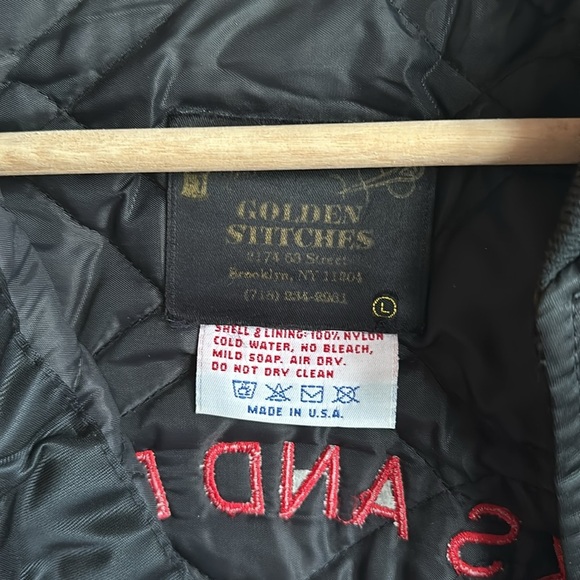 GOLDEN
STITCHES
2174 63 Street
Brooklyn, NY 11204
(718) 234-2961
L
SHELL & LINING: 100% NYLON
COLD WATER, NO BLEACH,
MILD SOAP. AIR DRY.
DO NOT DRY CLEAN
MADE IN U.S.A.
AND
S